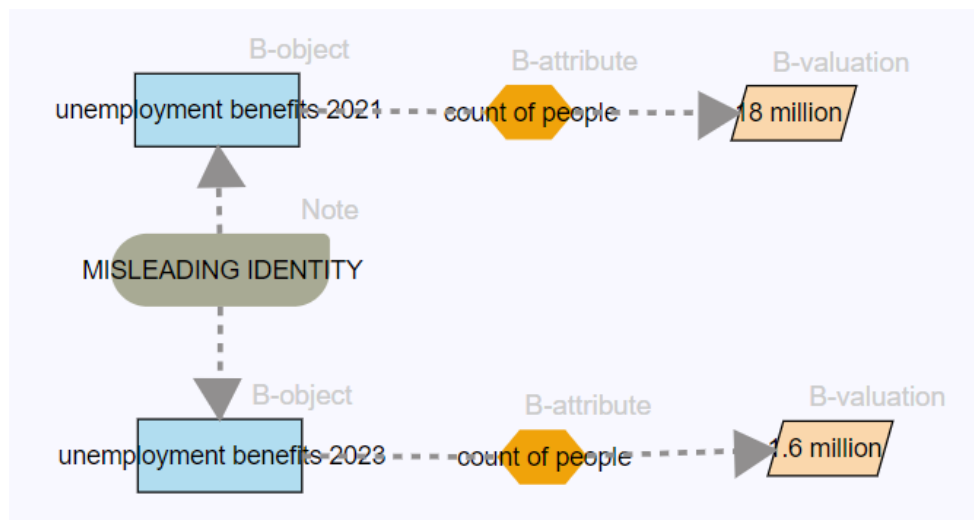 B-object
B-attribute
B-valuation
unemployment benefits 2021
count of people
18 million
Note
MISLEADING IDENTITY
B-object
B-attribute
B-valuation
unemployment benefits 2023
count of people
1.6 million